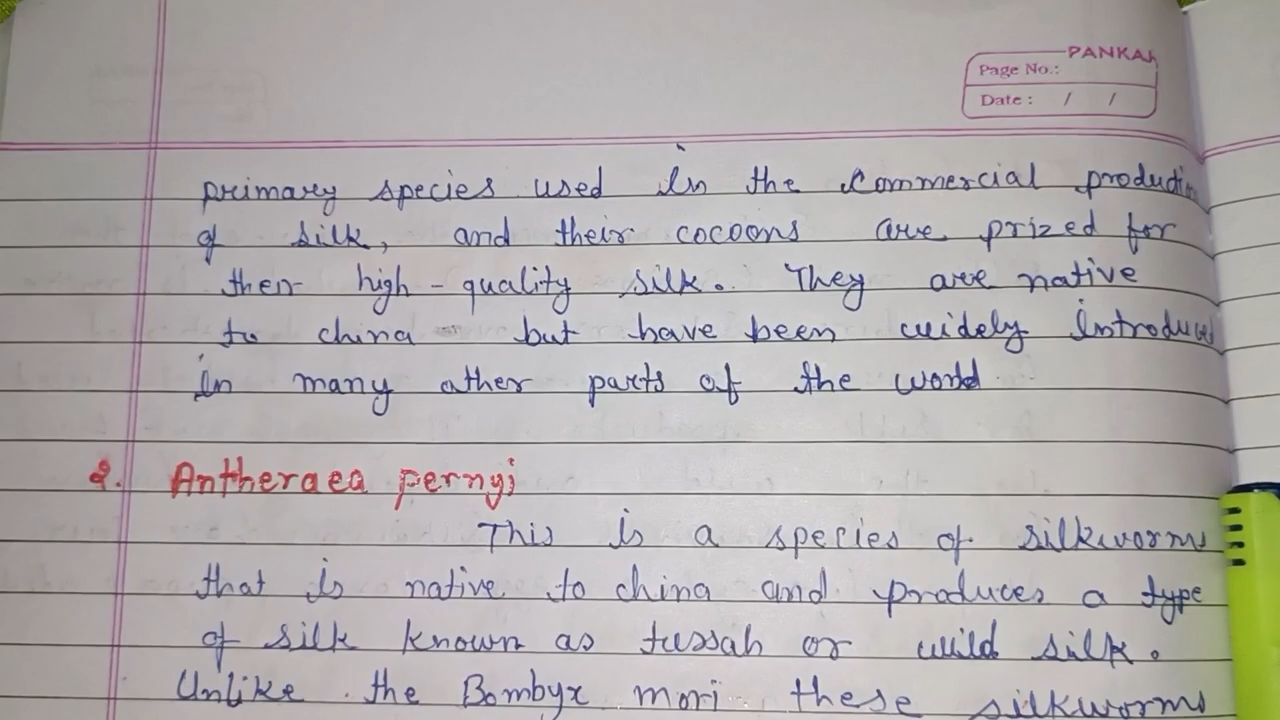 PANKAJ
Page No.:
Date : / /
primary species used in the Commercial producti
of silk, and their cocoons are prized for
their high-quality silk. They are native
to china but have been widely introduced
in many ather parts of the world
2. Antheraea pernyi
This is a species of silkworms
that is native to china and produces a type
of silk known as tussah or wild silk.
Unlike the Bombyx mori these silkworms